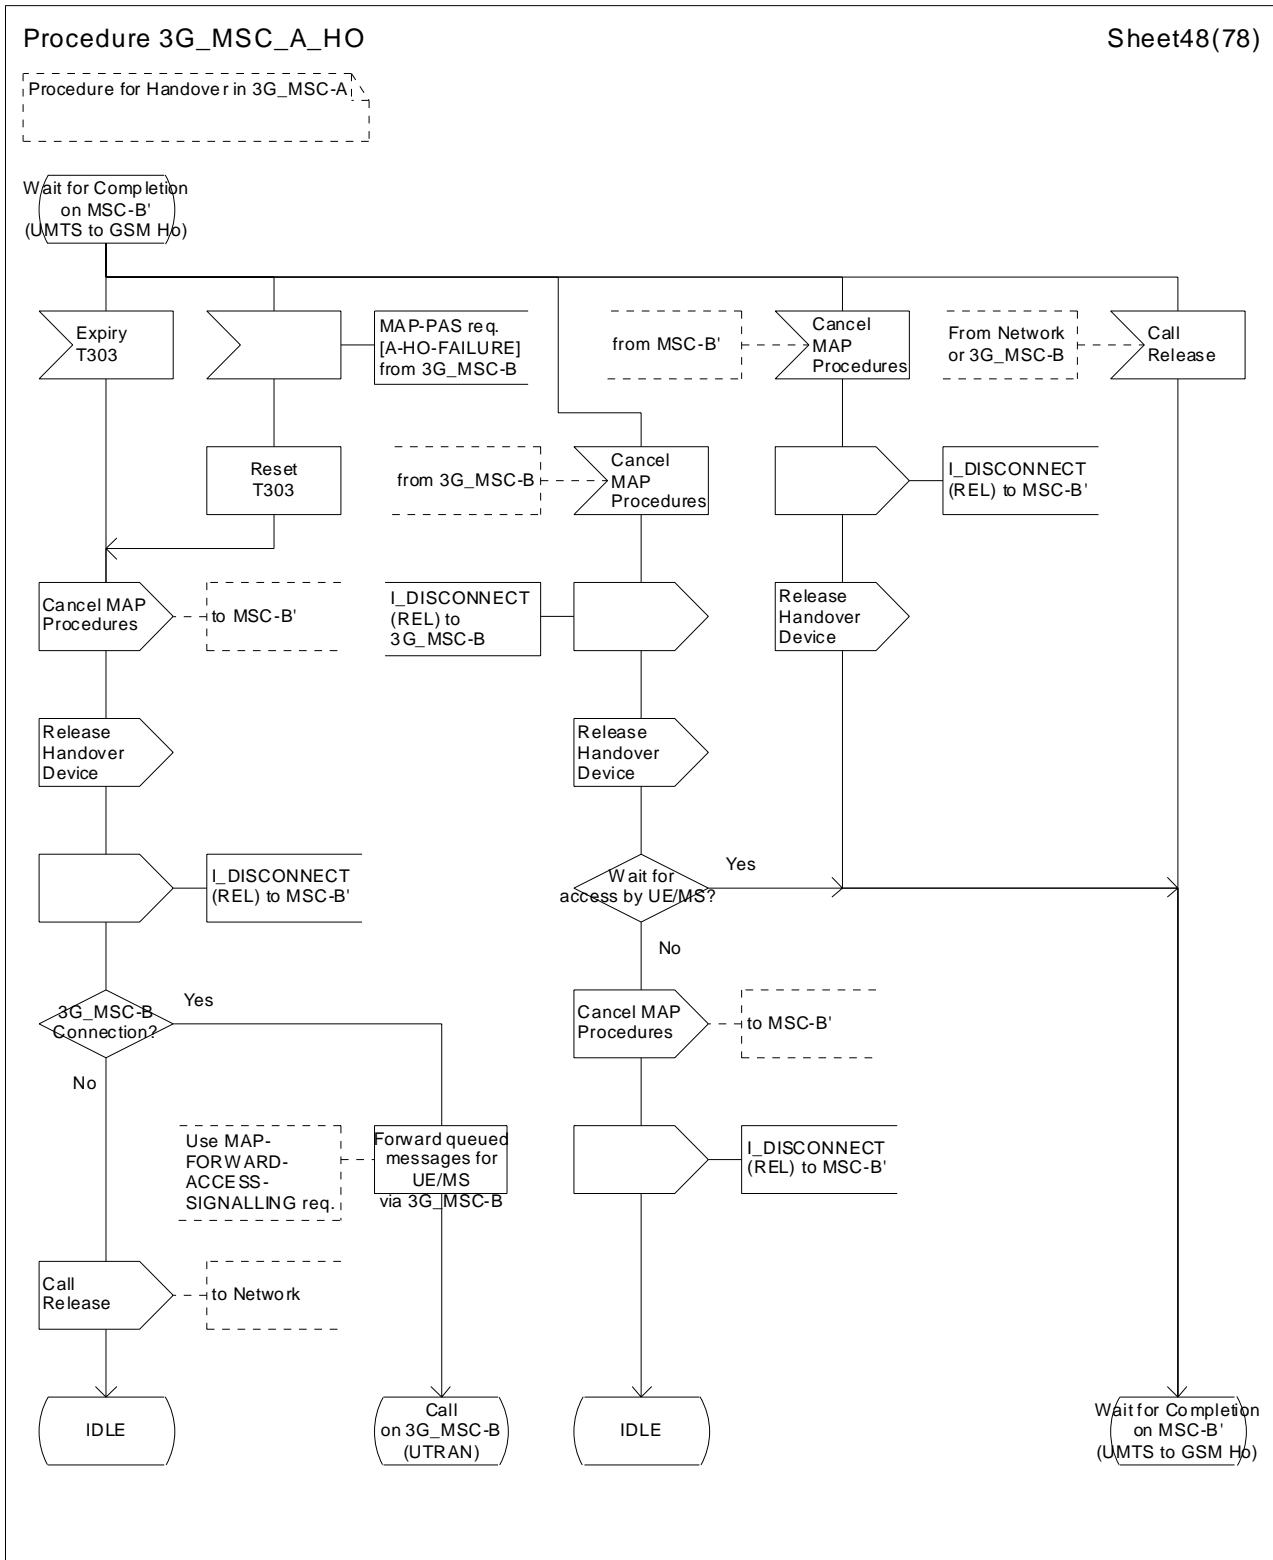 Procedure 3G_MSC_A_HO
Sheet48(78)
Procedure for Handover in 3G_MSC-A
Wait for Completion
on MSC-B'
(UMTS to GSM Ho)
Expiry
T303
MAP-PAS req.
[A-HO-FAILURE]
from 3G_MSC-B
from MSC-B'
Cancel
MAP
Procedures
From Network
or 3G_MSC-B
Call
Release
Reset
T303
from 3G_MSC-B
Cancel
MAP
Procedures
I_DISCONNECT
(REL) to MSC-B'
Cancel MAP
Procedures
to MSC-B'
I_DISCONNECT
(REL) to
3G_MSC-B
Release
Handover
Device
Release
Handover
Device
Release
Handover
Device
I_DISCONNECT
(REL) to MSC-B'
Wait for
access by UE/MS?
Yes
No
3G_MSC-B
Connection?
Yes
No
Cancel MAP
Procedures
to MSC-B'
Use MAP-
FORWARD-
ACCESS-
SIGNALLING req.
Forward queued
messages for
UE/MS
via 3G_MSC-B
I_DISCONNECT
(REL) to MSC-B'
Call
Release
to Network
IDLE
Call
on 3G_MSC-B
(UTRAN)
IDLE
Wait for Completion
on MSC-B'
(UMTS to GSM Ho)